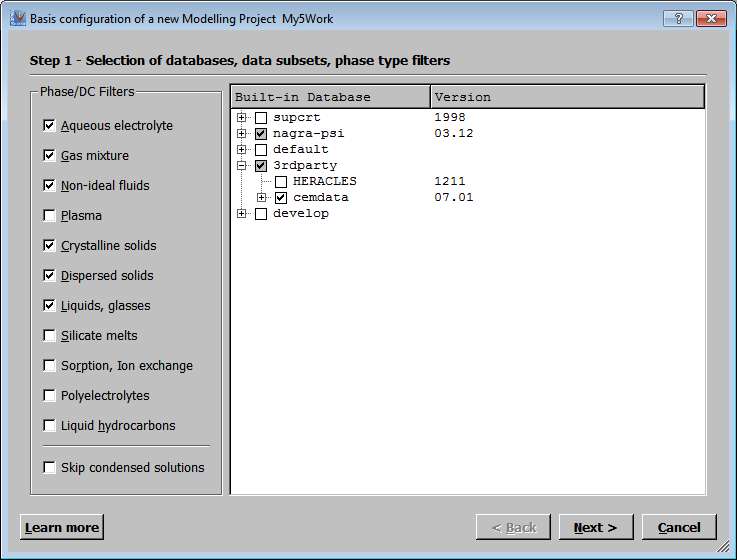 Basis configuration of a new Modelling Project  My5Work
?
Step 1 - Selection of databases, data subsets, phase type filters
Phase/DC Filters
Aqueous electrolyte
Gas mixture
Non-ideal fluids
Plasma
Crystalline solids
Dispersed solids
Liquids, glasses
Silicate melts
Sorption, Ion exchange
Polyelectrolytes
Liquid hydrocarbons
Skip condensed solutions
Built-in Database Version
supcrt 1998
nagra-psi 03.12
default
3rdparty
HERACLES 1211
cemdata 07.01
develop
Learn more
< Back
Next >
Cancel